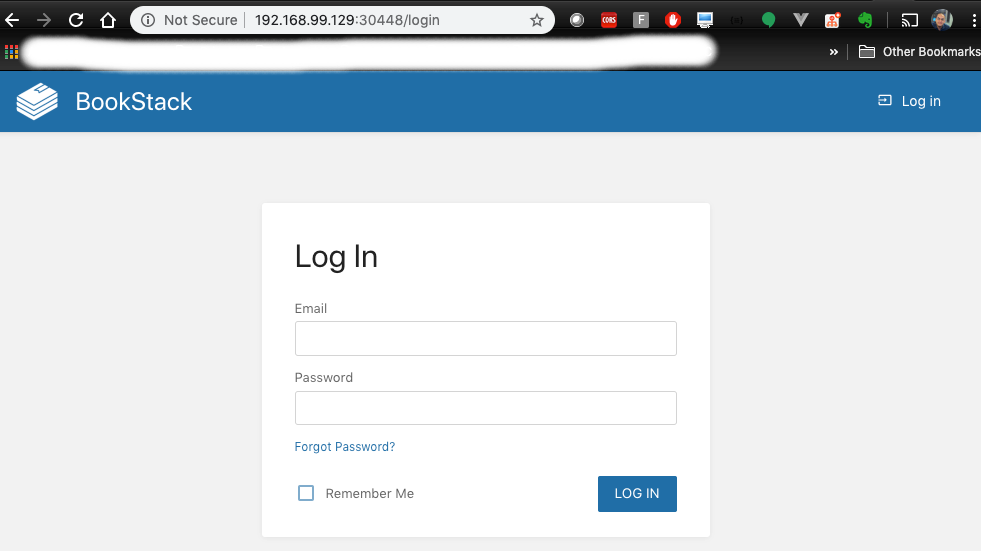 Not Secure 192.168.99.129:30448/login CORS F
» Other Bookmarks
BookStack Log in
Log In
Email
Password
Forgot Password?
Remember Me LOG IN